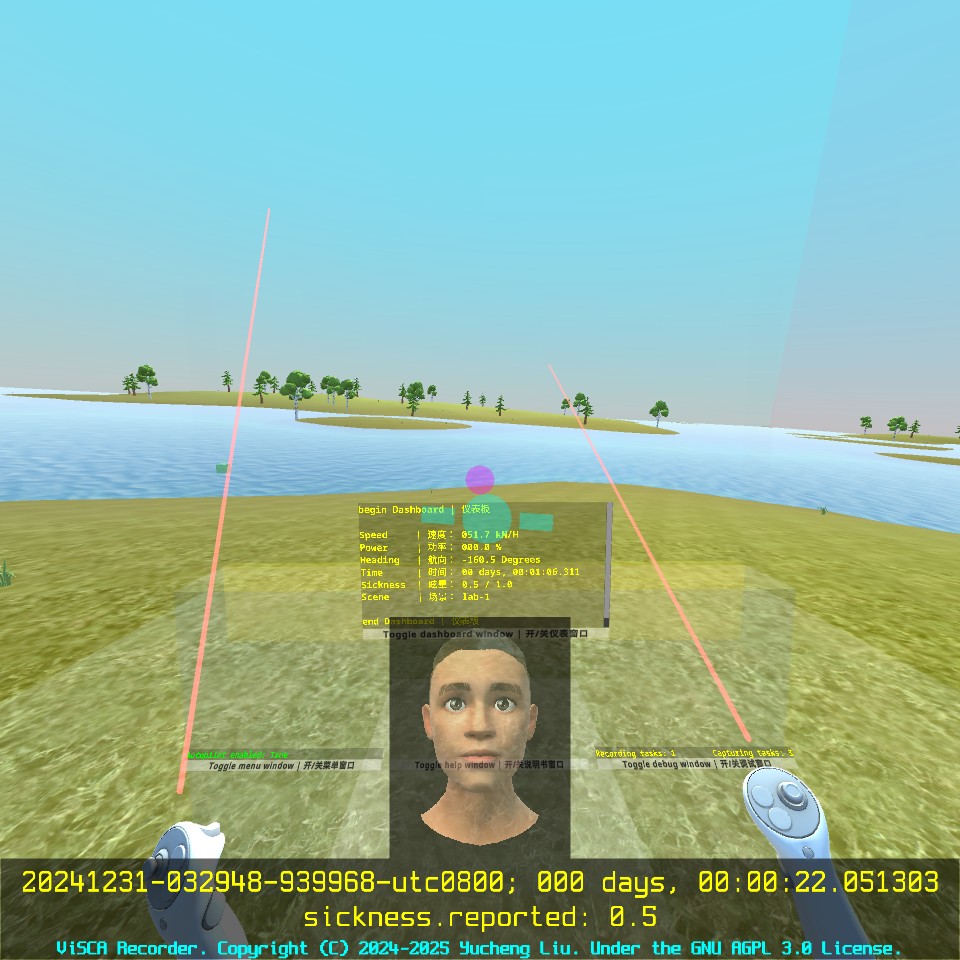 begin Dashboard | 仪表板
Speed | 速度: 051.7 kM/H
Power | 功率: 000.0 %
Heading | 航向: -160.5 Degrees
Time | 时间: 00 days, 00:01:06.311
Sickness | 眩晕: 0.5 / 1.0
Scene | 场景: lab-1
end Dashboard | 仪表板
Toggle dashboard window | 开/关仪表窗口
Autopilot enabled: True
Toggle menu window | 开/关菜单窗口
Toggle help window | 开/关说明书窗口
Recording tasks: 1 Capturing tasks: 3
Toggle debug window | 开/关调试窗口
20241231-032948-939968-utc0800; 000 days, 00:00:22.051303
sickness.reported: 0.5
ViSCA Recorder. Copyright (C) 2024-2025 Yucheng Liu. Under the GNU AGPL 3.0 License.